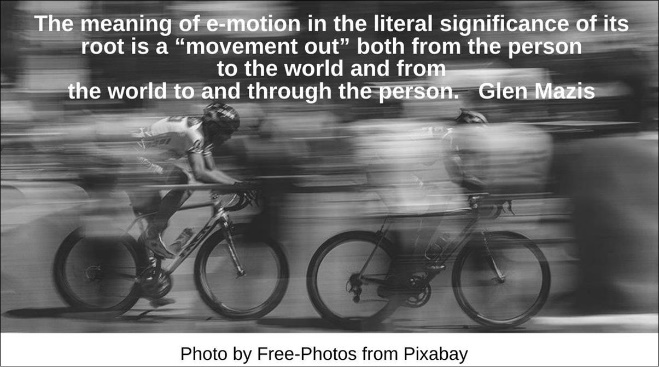 The meaning of e-motion in the literal significance of its
root is a “movement out” both from the person
to the world and from
the world to and through the person.   Glen Mazis
Photo by Free-Photos from Pixabay